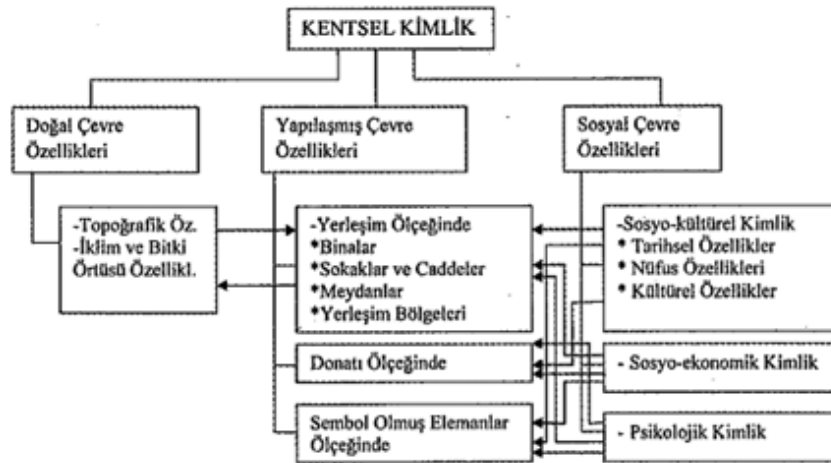 KENTSEL KİMLİK
Doğal Çevre
Özellikleri
Yapılaşmış Çevre
Özellikleri
Sosyal Çevre
Özellikleri
-Topoğrafik Öz.
-İklim ve Bitki
Örtüsü Özellikl.
-Yerleşim Ölçeğinde
*Binalar
*Sokaklar ve Caddeler
*Meydanlar
*Yerleşim Bölgeleri
-Sosyo-kültürel Kimlik
* Tarihsel Özellikler
* Nüfus Özellikleri
* Kültürel Özellikler
Donatı Ölçeğinde
- Sosyo-ekonomik Kimlik
Sembol Olmuş Elemanlar
Ölçeğinde
- Psikolojik Kimlik